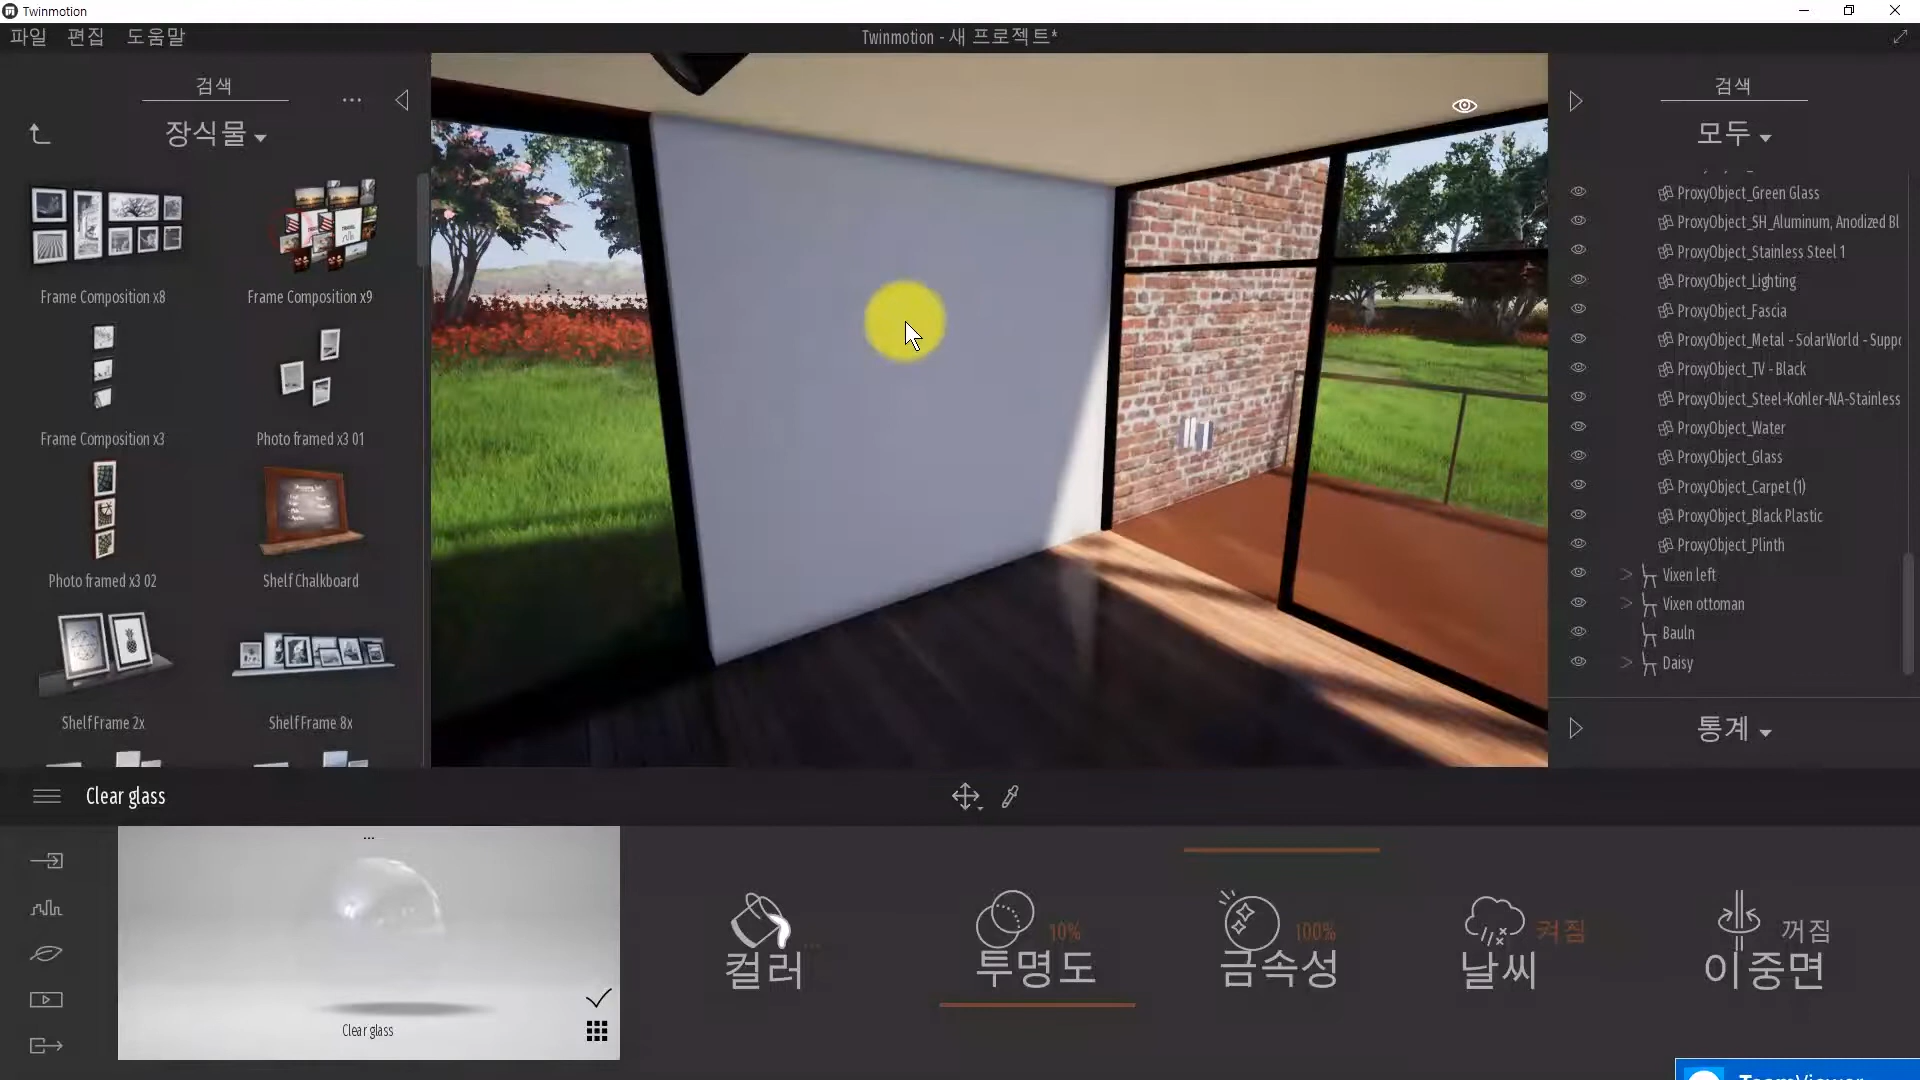 Twinmotion
파일 편집 도움말
Twinmotion - 새 프로젝트*
검색
장식물
Frame Composition x8
Frame Composition x9
Frame Composition x3
Photo framed x3 01
Photo framed x3 02
Shelf Chalkboard
Shelf Frame 2x
Shelf Frame 8x
검색
모두
ProxyObject_Green Glass
ProxyObject_SH_Aluminum, Anodized Bl
ProxyObject_Stainless Steel 1
ProxyObject_Lighting
ProxyObject_Fascia
ProxyObject_Metal - SolarWorld - Suppo
ProxyObject_TV - Black
ProxyObject_Steel-Kohler-NA-Stainless
ProxyObject_Water
ProxyObject_Glass
ProxyObject_Carpet (1)
ProxyObject_Black Plastic
ProxyObject_Plinth
Vixen left
Vixen ottoman
Bauln
Daisy
통계
Clear glass
Clear glass
컬러
10%
투명도
100%
금속성
켜짐
날씨
꺼짐
이중면
TeamViewer